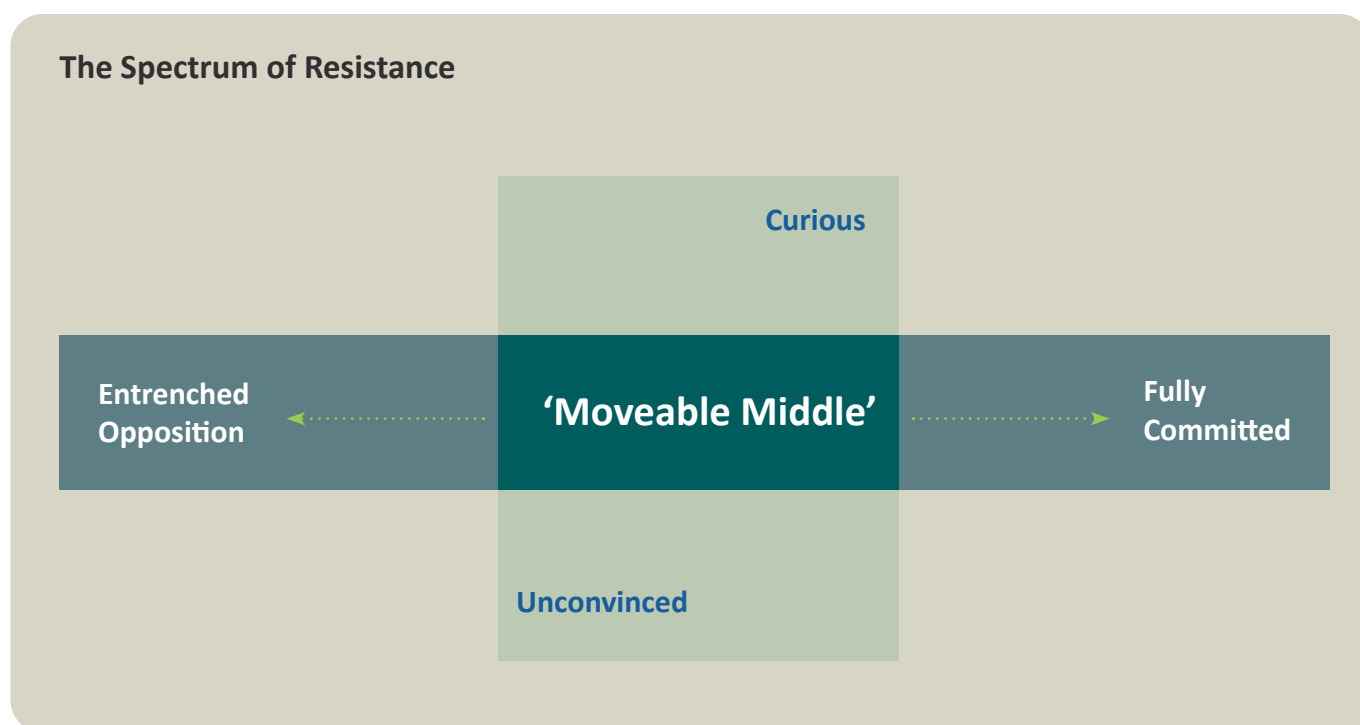 The Spectrum of Resistance
Curious
Entrenched
Opposition
‘Moveable Middle’
Fully
Committed
Unconvinced